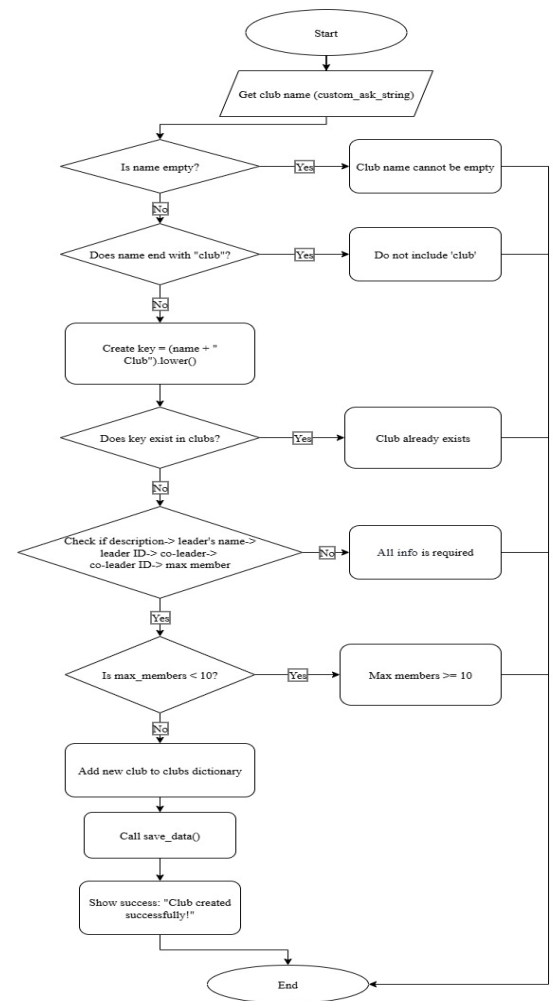 Start
Get club name (custom_ask_string)
Is name empty?
Yes
Club name cannot be empty
No
Does name end with "club"?
Yes
Do not include 'club'
No
Create key = (name + "
Club").lower()
Does key exist in clubs?
Yes
Club already exists
No
Check if description-> leader's name->
leader ID-> co-leader->
co-leader ID-> max member
No
All info is required
Yes
Is max_members < 10?
Yes
Max members >= 10
No
Add new club to clubs dictionary
Call save_data()
Show success: "Club created
successfully!"
End